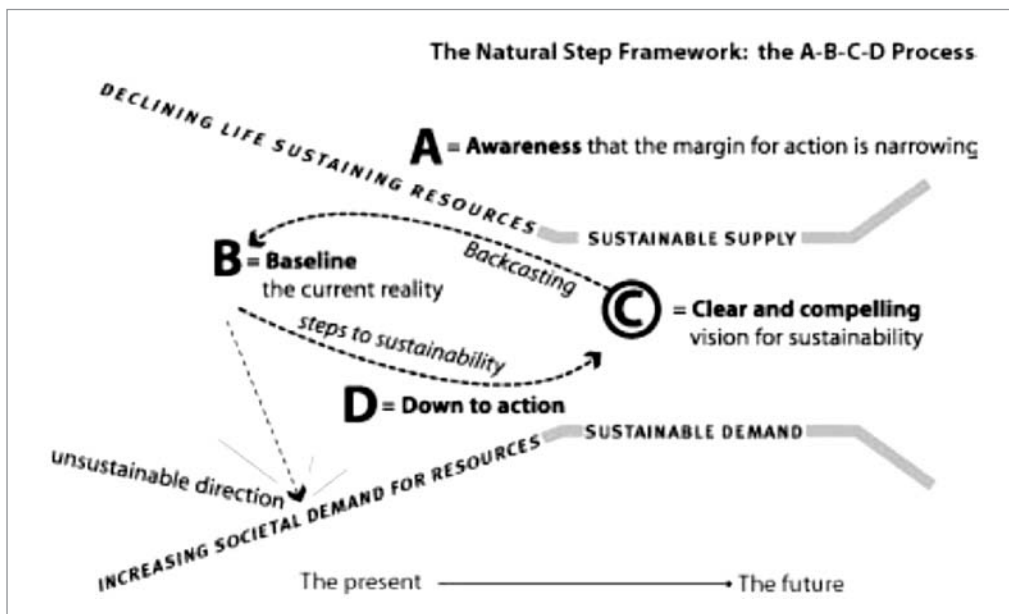 The Natural Step Framework: the A-B-C-D Process
DECLINING LIFE SUSTAINING RESOURCES
A = Awareness that the margin for action is narrowing
SUSTAINABLE SUPPLY
Backcasting
B = Baseline
the current reality
C = Clear and compelling
vision for sustainability
steps to sustainability
D = Down to action
SUSTAINABLE DEMAND
unsustainable direction
INCREASING SOCIETAL DEMAND FOR RESOURCES
The present
The future